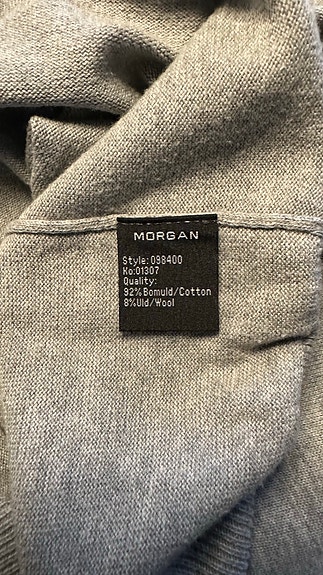 MORGAN
Style:098400
Ko:01307
Quality:
92%Bomuld/Cotton
8%Uld/Wool